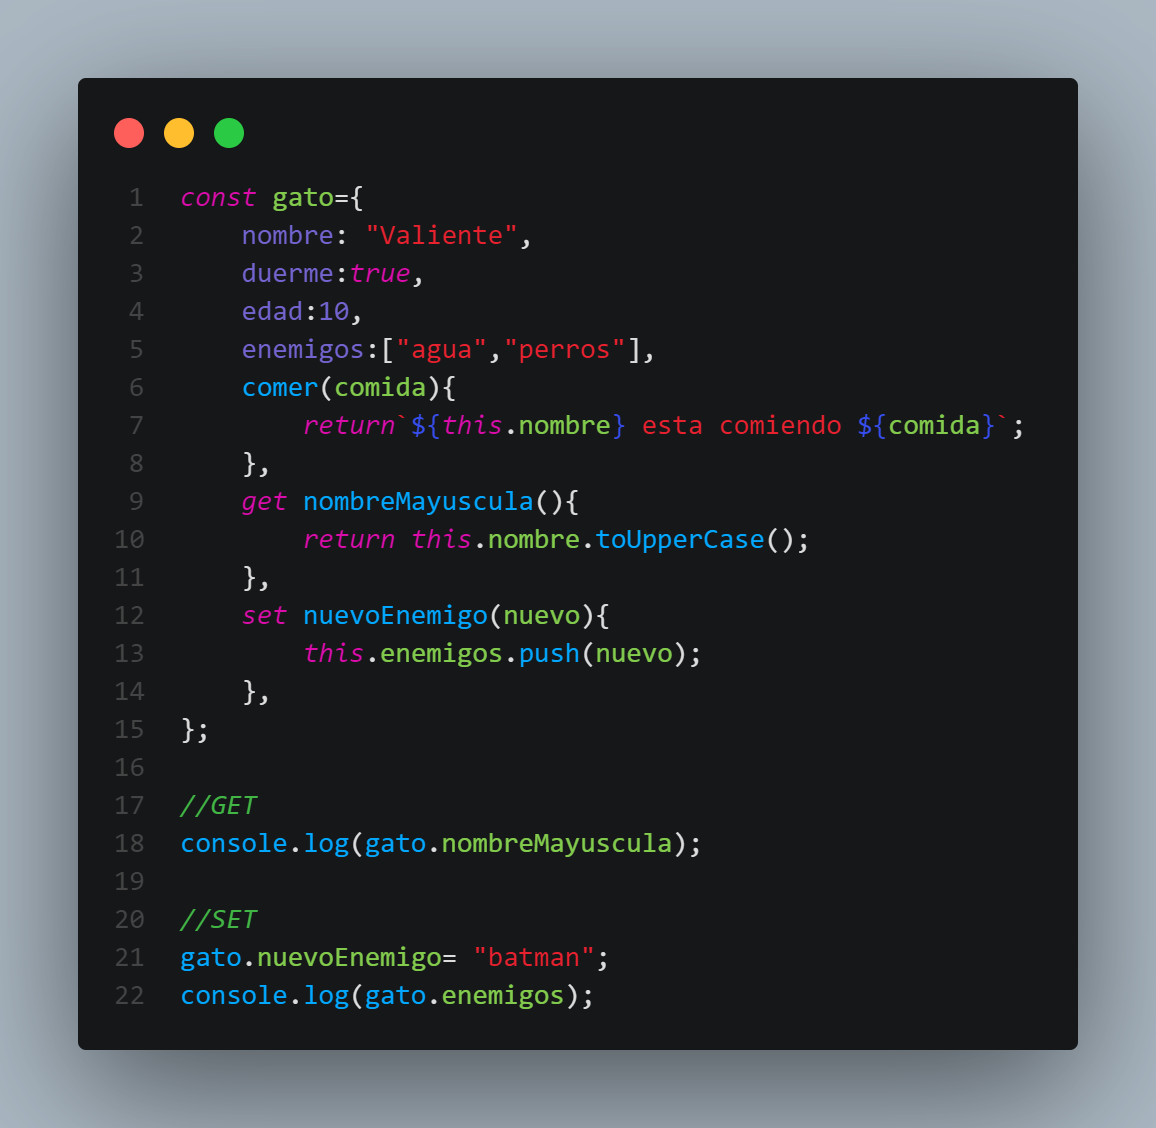 1 const gato={
2     nombre: "Valiente",
3     duerme:true,
4     edad:10,
5     enemigos:["agua","perros"],
6     comer(comida){
7         return`${this.nombre} esta comiendo ${comida}`;
8     },
9     get nombreMayuscula(){
10         return this.nombre.toUpperCase();
11     },
12     set nuevoEnemigo(nuevo){
13         this.enemigos.push(nuevo);
14     },
15 };
16
17 //GET
18 console.log(gato.nombreMayuscula);
19
20 //SET
21 gato.nuevoEnemigo= "batman";
22 console.log(gato.enemigos);